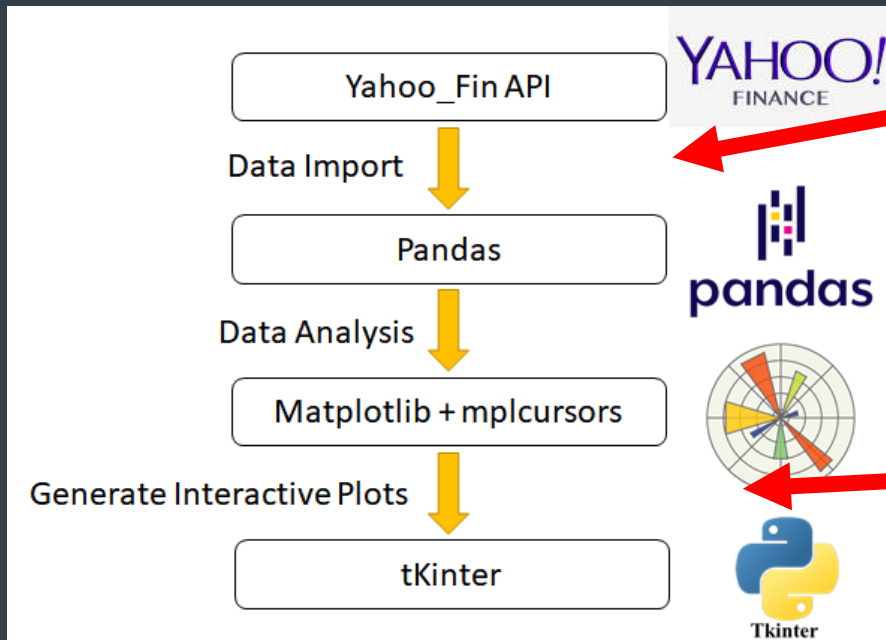 Yahoo_Fin API
YAHOO!
FINANCE
Data Import
Pandas
pandas
Data Analysis
Matplotlib + mplcursors
Generate Interactive Plots
tKinter
Tkinter